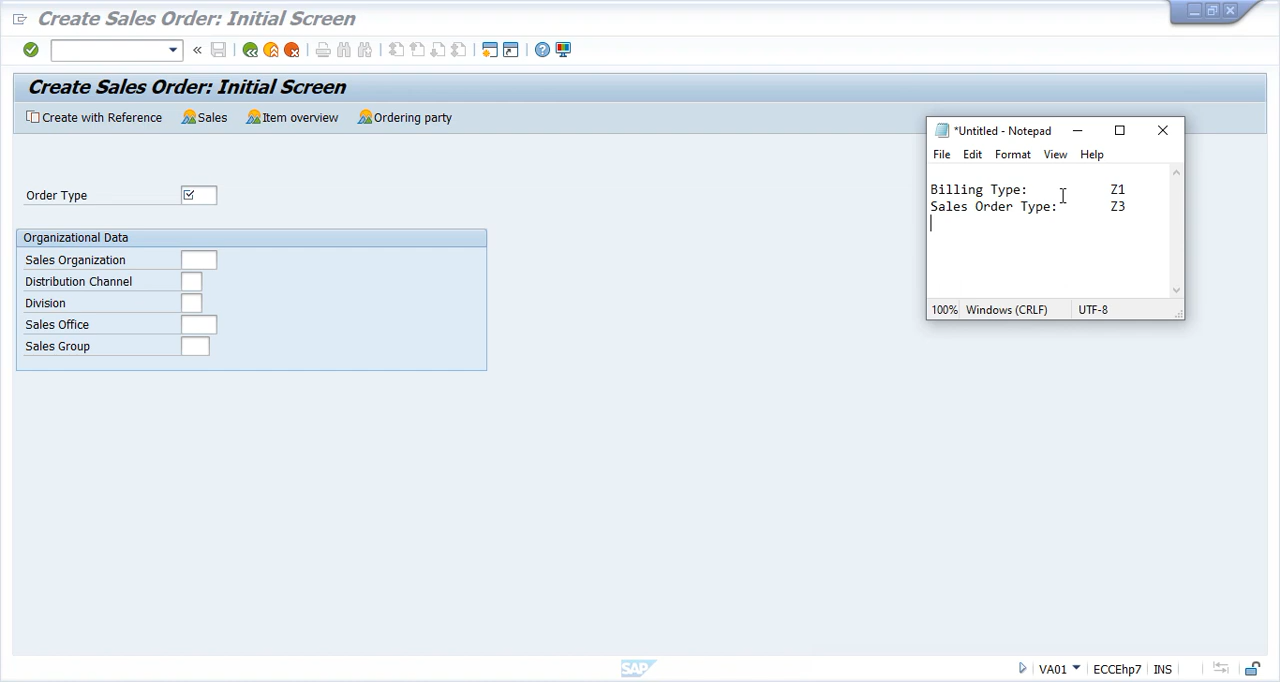 Create Sales Order: Initial Screen
Create Sales Order: Initial Screen
Create with Reference Sales Item overview Ordering party
Order Type
Organizational Data
Sales Organization
Distribution Channel
Division
Sales Office
Sales Group
*Untitled - Notepad
File Edit Format View Help
Billing Type: Z1
Sales Order Type: Z3
100% Windows (CRLF) UTF-8
SAP
VA01 ECCEhp7 INS